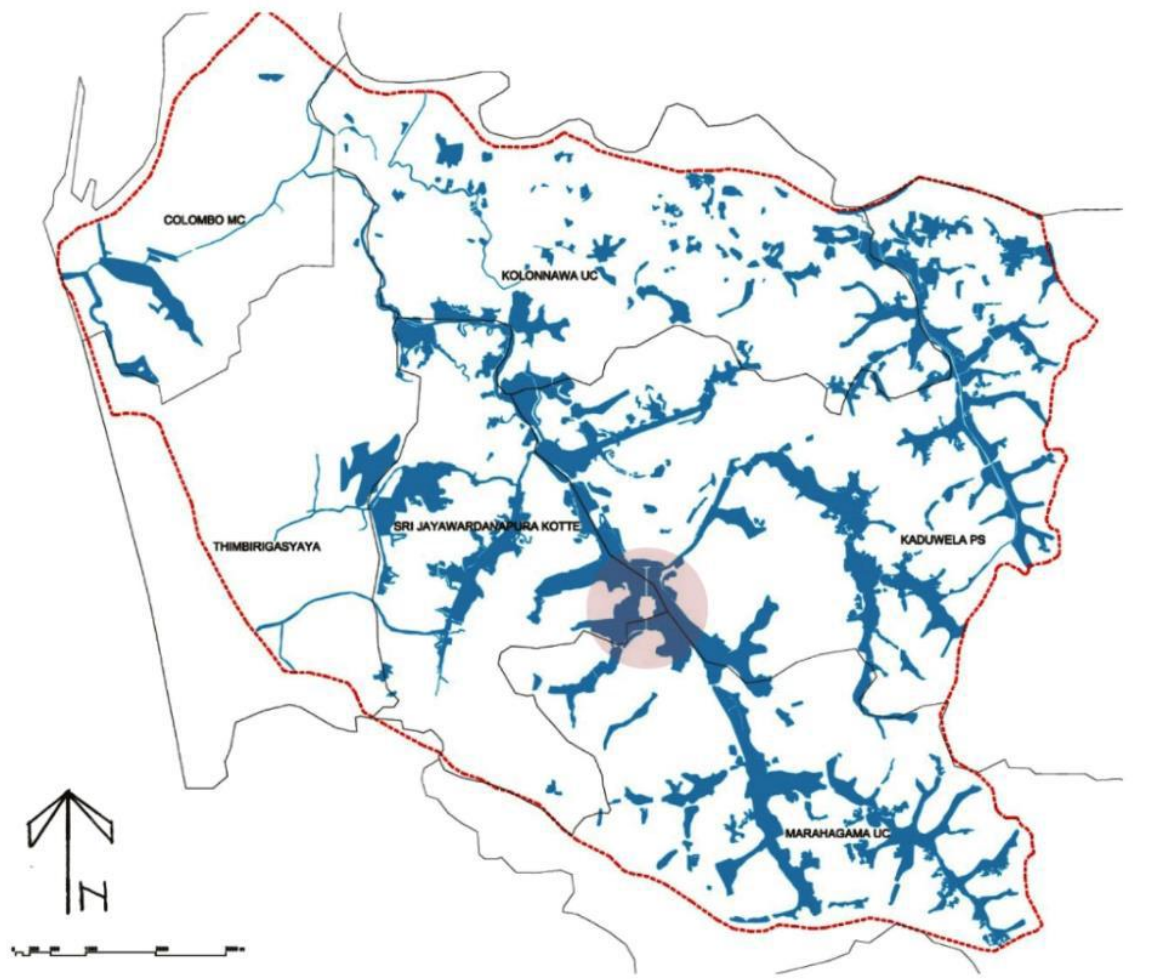 COLOMBO MC
KOLONNAWA UC
SRI JAYAWARDANAPURA KOTTE
THIMBIRIGASYAYA
KADUWELA PS
MARAHAGAMA UC
N